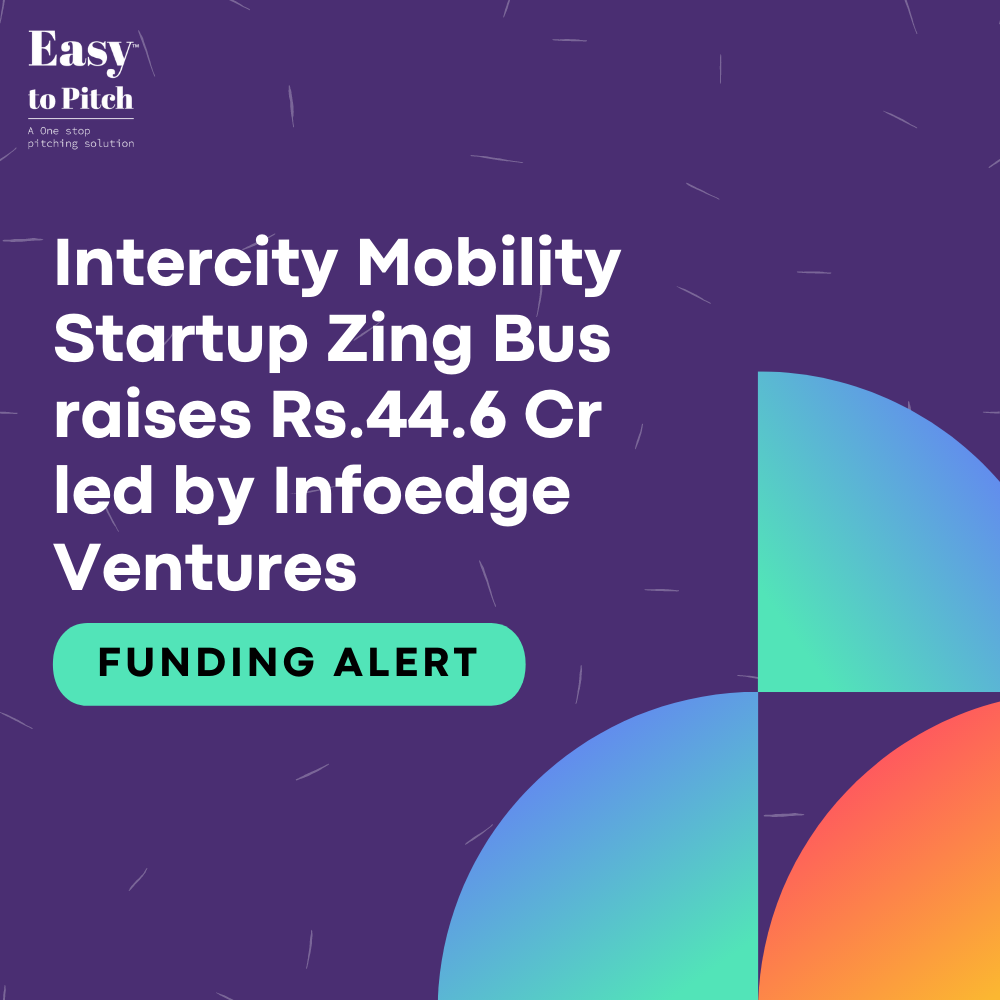 Easy™
to Pitch
A One stop
pitching solution
Intercity Mobility
Startup Zing Bus
raises Rs.44.6 Cr
led by Infoedge
Ventures
FUNDING ALERT